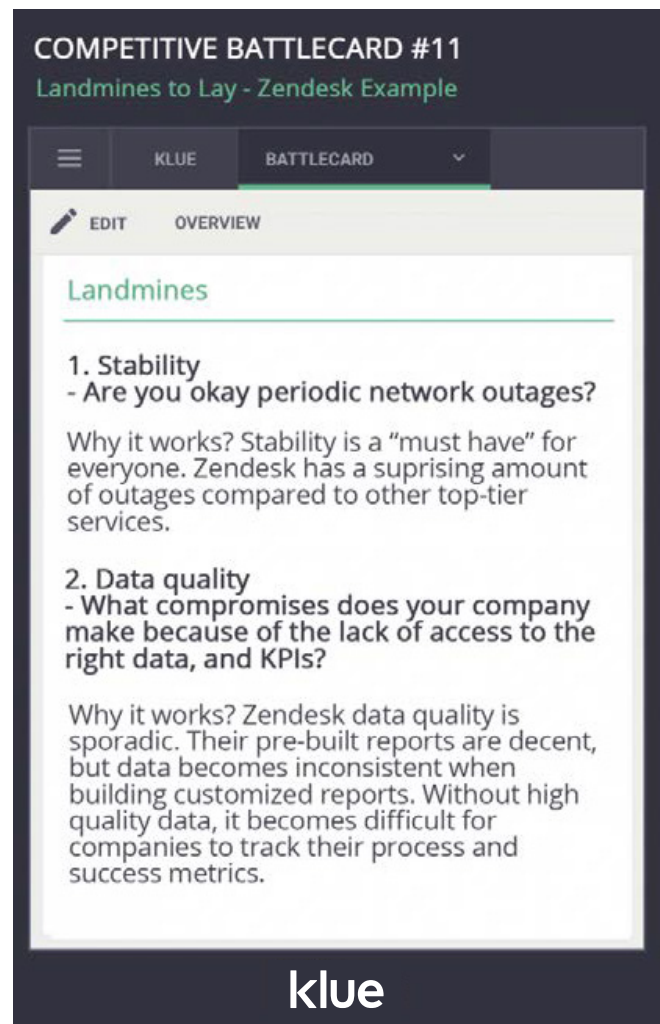 COMPETITIVE BATTLECARD #11
Landmines to Lay - Zendesk Example
KLUE
BATTLECARD
EDIT
OVERVIEW
Landmines
1. Stability
- Are you okay periodic network outages?
Why it works? Stability is a “must have” for
everyone. Zendesk has a suprising amount
of outages compared to other top-tier
services.
2. Data quality
- What compromises does your company
make because of the lack of access to the
right data, and KPIs?
Why it works? Zendesk data quality is
sporadic. Their pre-built reports are decent,
but data becomes inconsistent when
building customized reports. Without high
quality data, it becomes difficult for
companies to track their process and
success metrics.
klue